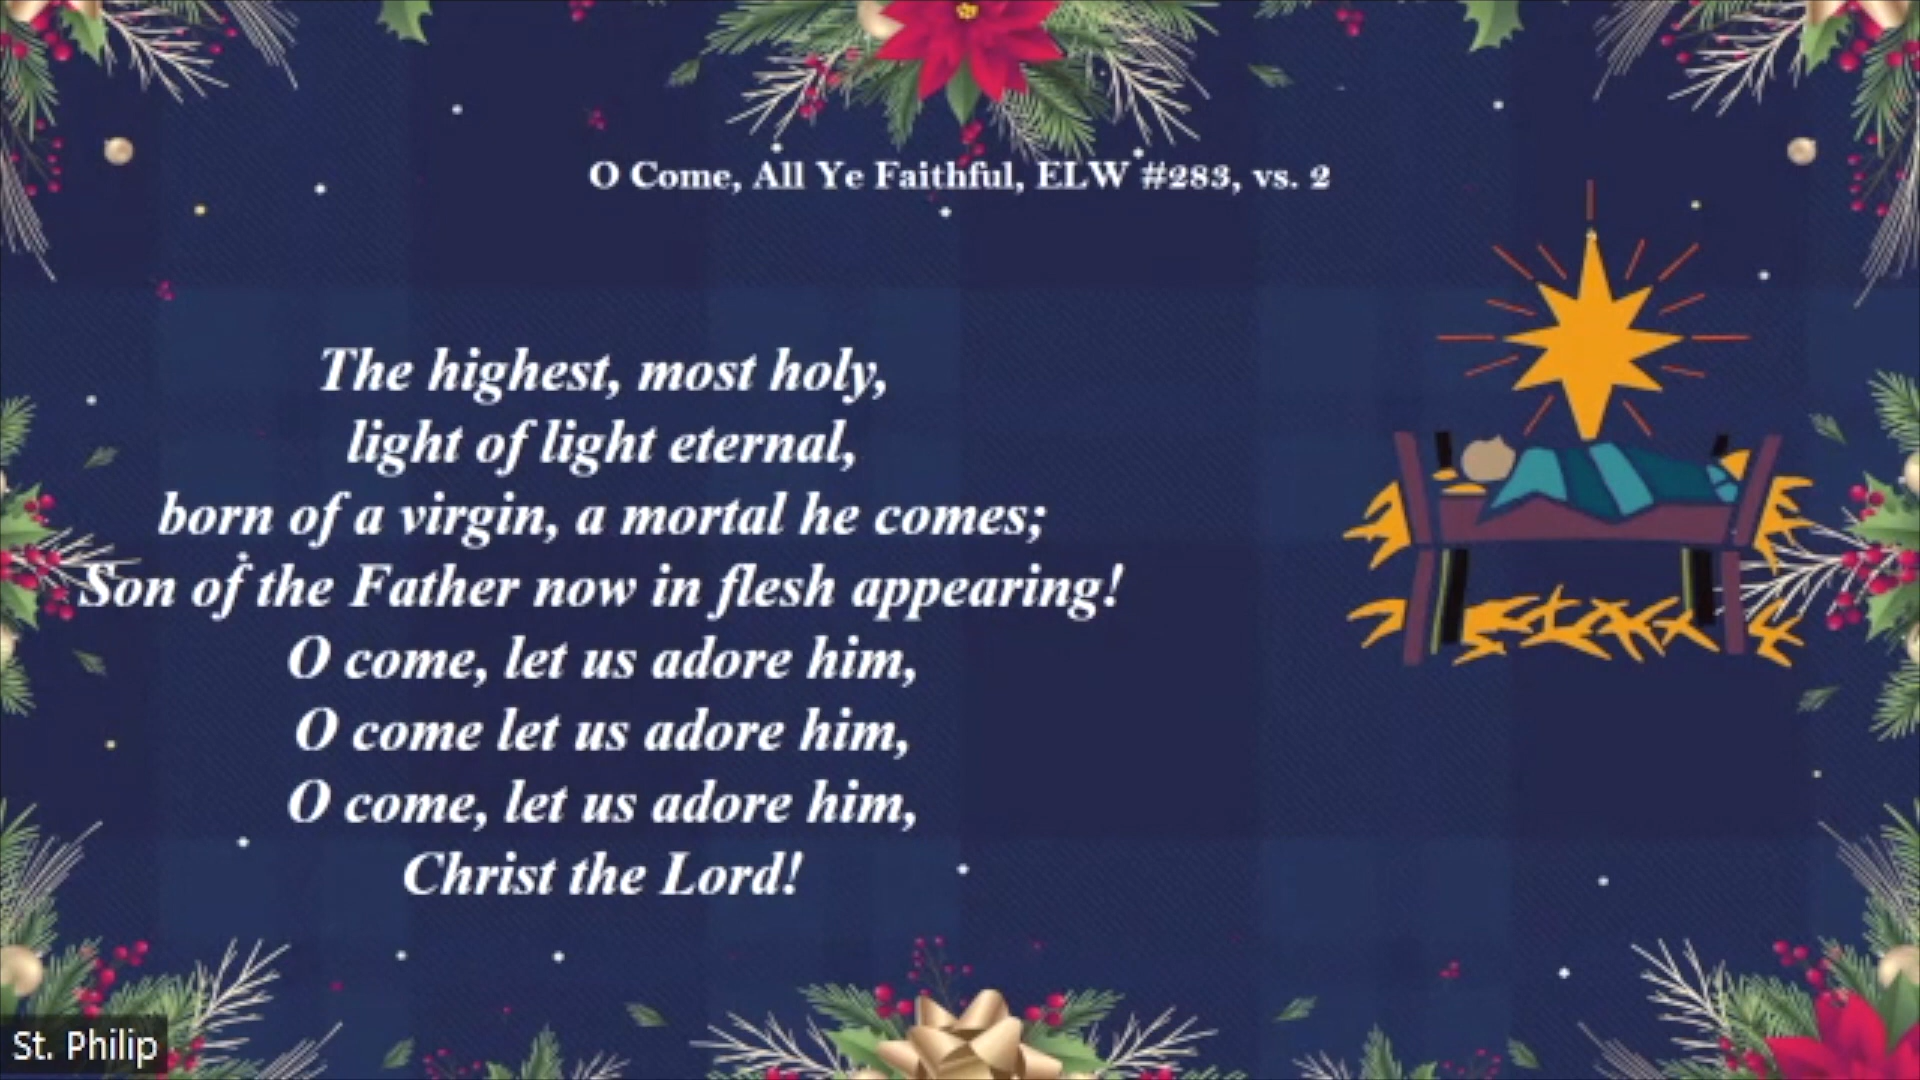 O Come, All Ye Faithful, ELW #283, vs. 2
The highest, most holy,
light of light eternal,
born of a virgin, a mortal he comes;
Son of the Father now in flesh appearing!
O come, let us adore him,
O come let us adore him,
O come, let us adore him,
Christ the Lord!
St. Philip